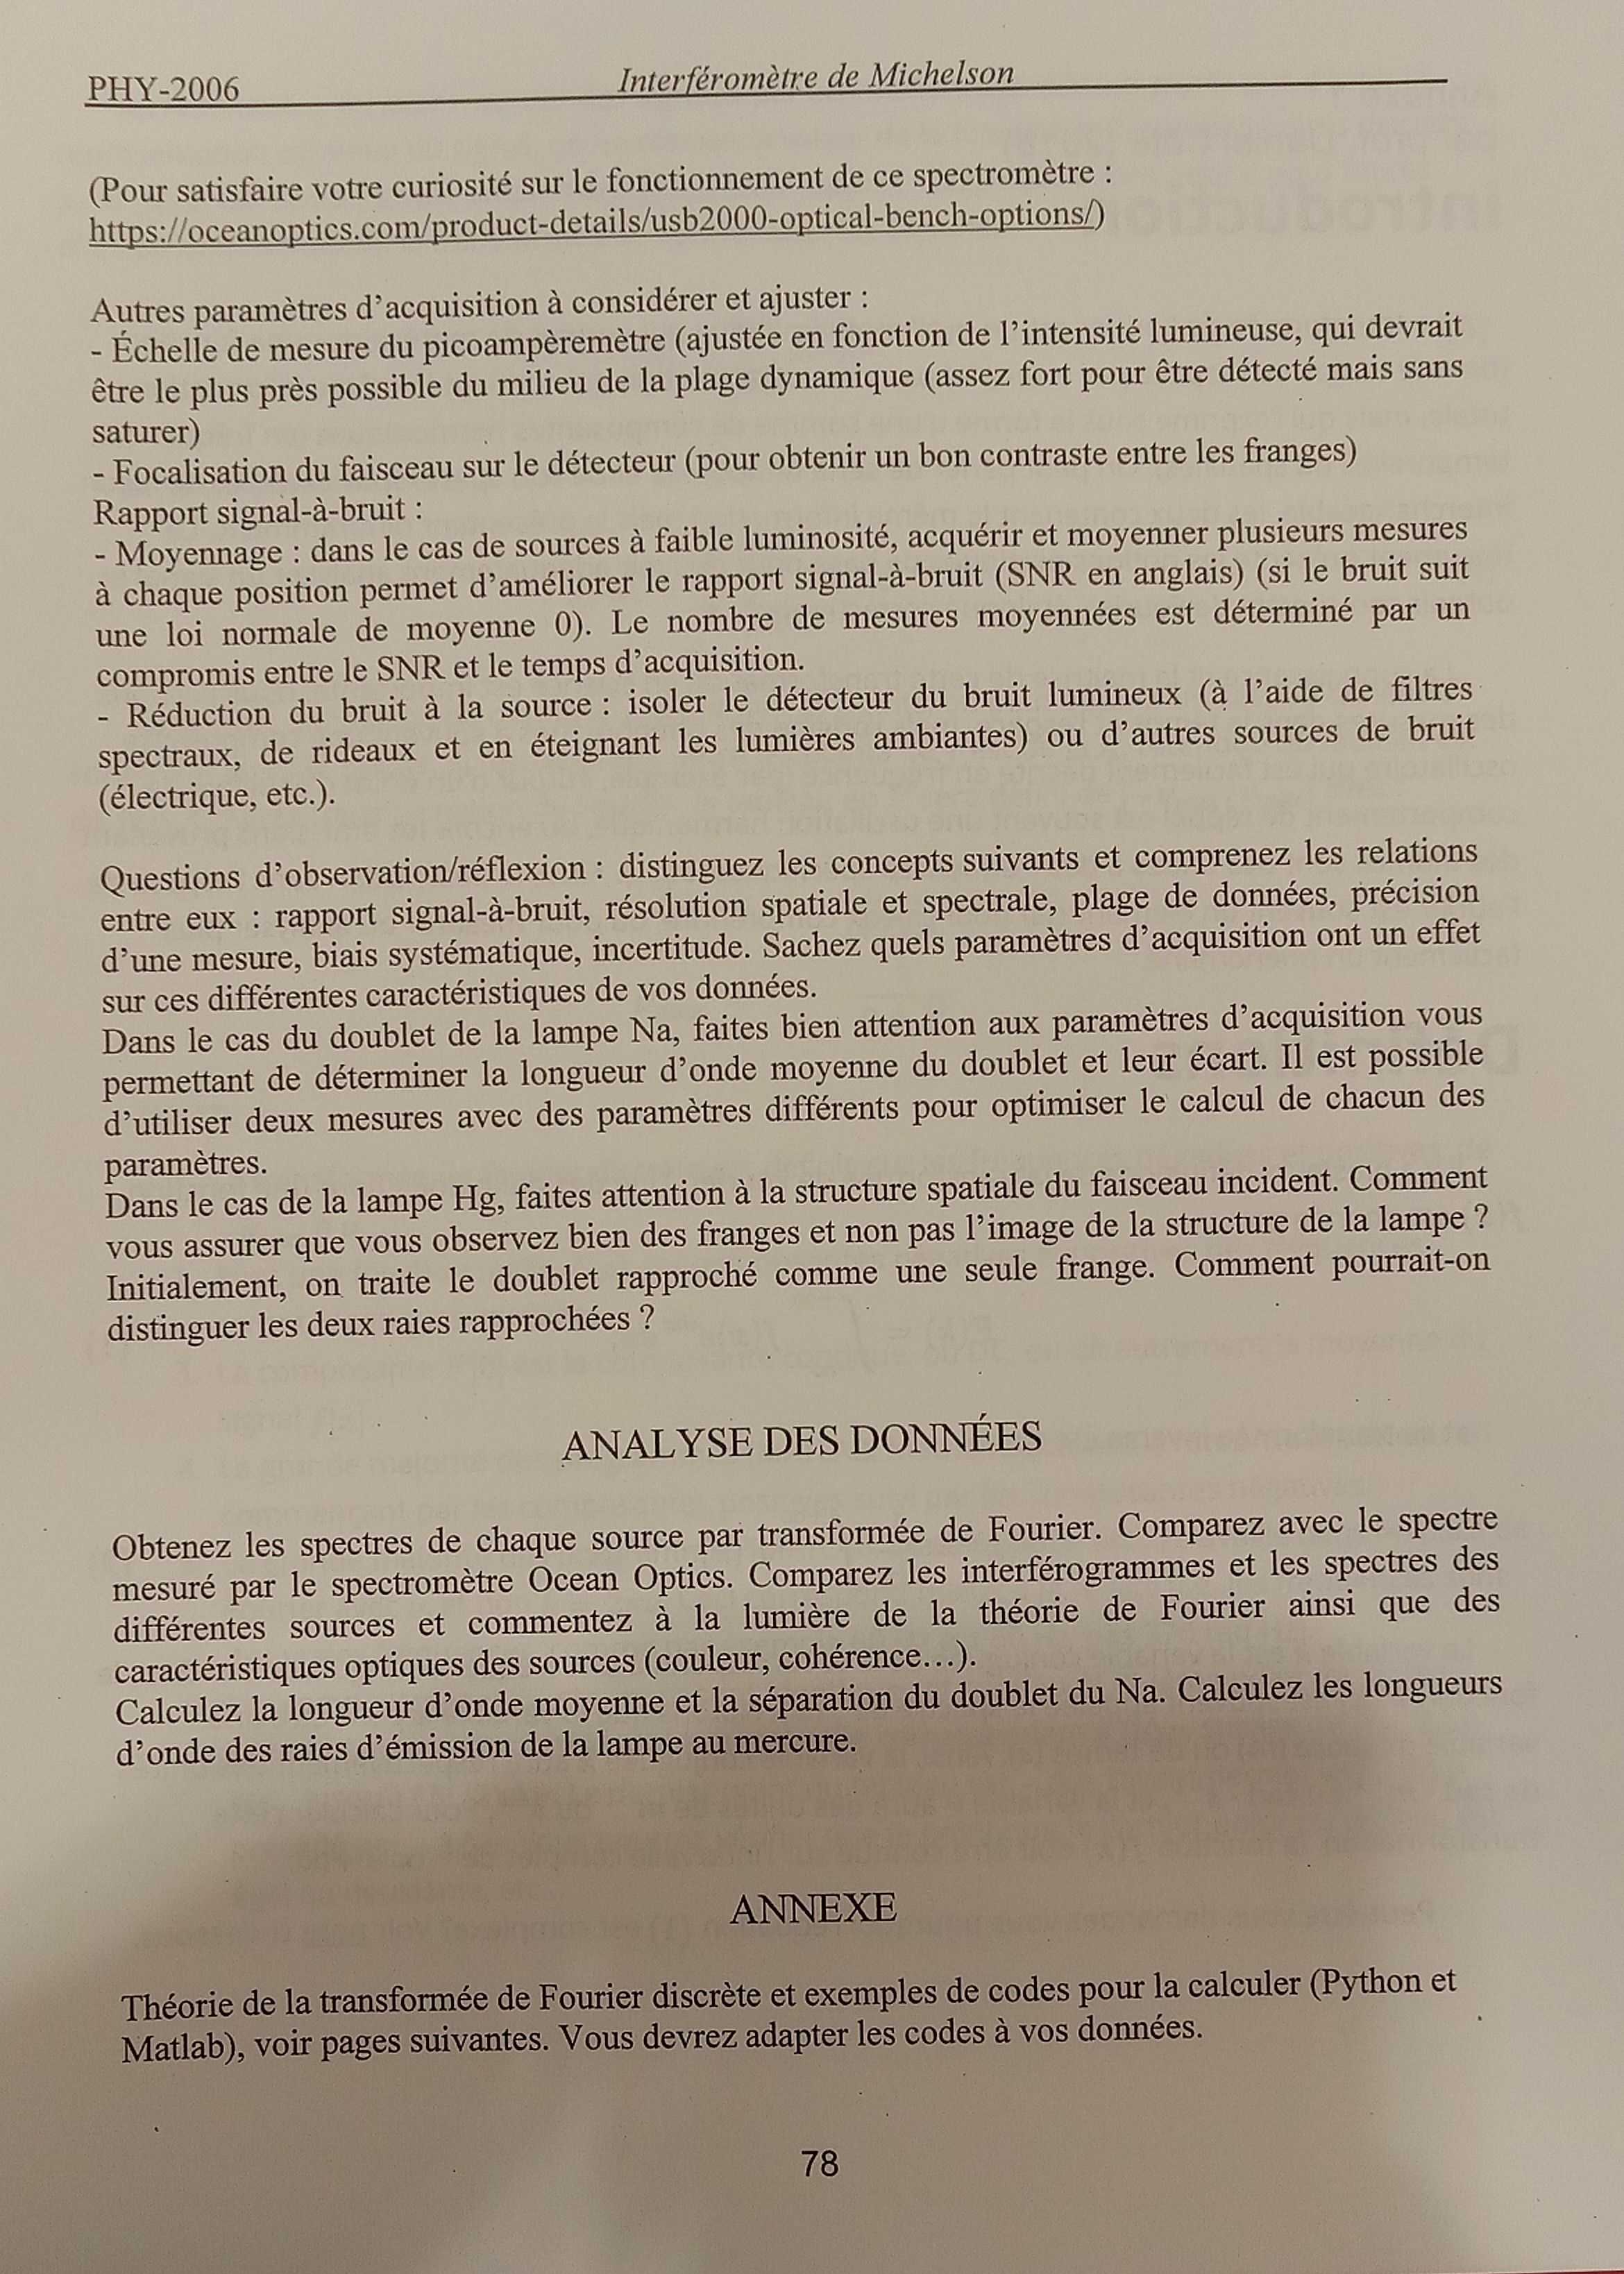 PHY-2006
Interféromètre de Michelson
(Pour satisfaire votre curiosité sur le fonctionnement de ce spectromètre :
https://oceanoptics.com/product-details/usb2000-optical-bench-options/)
Autres paramètres d'acquisition à considérer et ajuster :
- Échelle de mesure du picoampèremètre (ajustée en fonction de l'intensité lumineuse, qui devrait
être le plus près possible du milieu de la plage dynamique (assez fort pour être détecté mais sans
saturer)
- Focalisation du faisceau sur le détecteur (pour obtenir un bon contraste entre les franges)
Rapport signal-à-bruit :
- Moyennage : dans le cas de sources à faible luminosité, acquérir et moyenner plusieurs mesures
à chaque position permet d'améliorer le rapport signal-à-bruit (SNR en anglais) (si le bruit suit
une loi normale de moyenne 0). Le nombre de mesures moyennées est déterminé par un
compromis entre le SNR et le temps d'acquisition.
- Réduction du bruit à la source : isoler le détecteur du bruit lumineux (à l'aide de filtres
spectraux, de rideaux et en éteignant les lumières ambiantes) ou d'autres sources de bruit
(électrique, etc.).
Questions d'observation/réflexion : distinguez les concepts suivants et comprenez les relations
entre eux : rapport signal-à-bruit, résolution spatiale et spectrale, plage de données, précision
d'une mesure, biais systématique, incertitude. Sachez quels paramètres d'acquisition ont un effet
sur ces différentes caractéristiques de vos données.
Dans le cas du doublet de la lampe Na, faites bien attention aux paramètres d'acquisition vous
permettant de déterminer la longueur d'onde moyenne du doublet et leur écart. Il est possible
d'utiliser deux mesures avec des paramètres différents pour optimiser le calcul de chacun des
paramètres.
Dans le cas de la lampe Hg, faites attention à la structure spatiale du faisceau incident. Comment
vous assurer que vous observez bien des franges et non pas l'image de la structure de la lampe ?
Initialement, on traite le doublet rapproché comme une seule frange. Comment pourrait-on
distinguer les deux raies rapprochées ?
ANALYSE DES DONNÉES
Obtenez les spectres de chaque source par transformée de Fourier. Comparez avec le spectre
mesuré par le spectromètre Ocean Optics. Comparez les interférogrammes et les spectres des
différentes sources et commentez à la lumière de la théorie de Fourier ainsi que des
caractéristiques optiques des sources (couleur, cohérence…).
Calculez la longueur d'onde moyenne et la séparation du doublet du Na. Calculez les longueurs
d'onde des raies d'émission de la lampe au mercure.
ANNEXE
Théorie de la transformée de Fourier discrète et exemples de codes pour la calculer (Python et
Matlab), voir pages suivantes. Vous devrez adapter les codes à vos données.
78